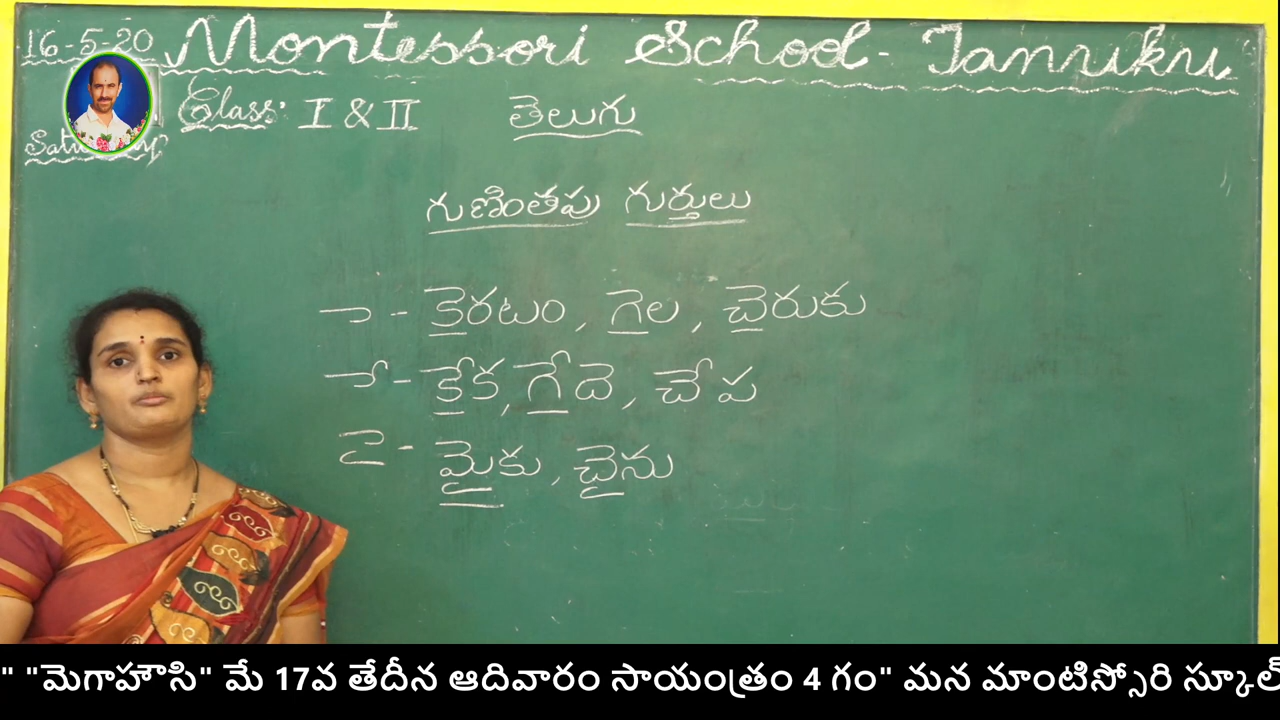 16-5-20 Montessori School - Tanuku
Class: I & II తెలుగు
గుణింతపు గుర్తులు
ె - కెరటం, గెల, చెరుకు
ే - కేక, గేదె, చేప
ై - మైకు, చైను
" "మెగాహౌసి" మే 17వ తేదీన ఆదివారం సాయంత్రం 4 గం" మన మాంటిస్సోరి స్కూల్